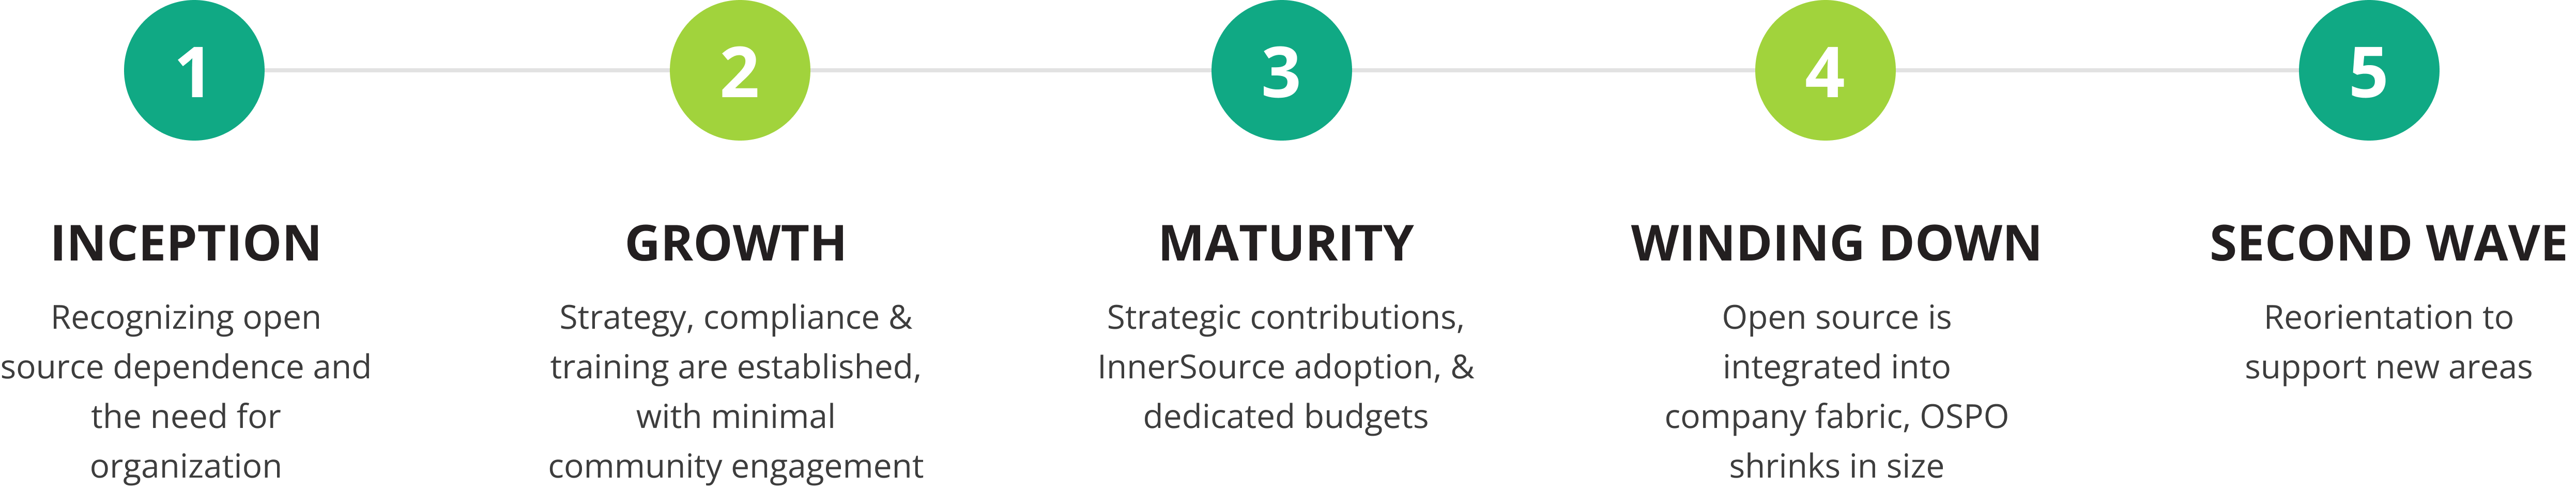 1
2
3
4
5
INCEPTION
Recognizing open
source dependence and
the need for
organization
GROWTH
Strategy, compliance &
training are established,
with minimal
community engagement
MATURITY
Strategic contributions,
InnerSource adoption, &
dedicated budgets
WINDING DOWN
Open source is
integrated into
company fabric, OSPO
shrinks in size
SECOND WAVE
Reorientation to
support new areas